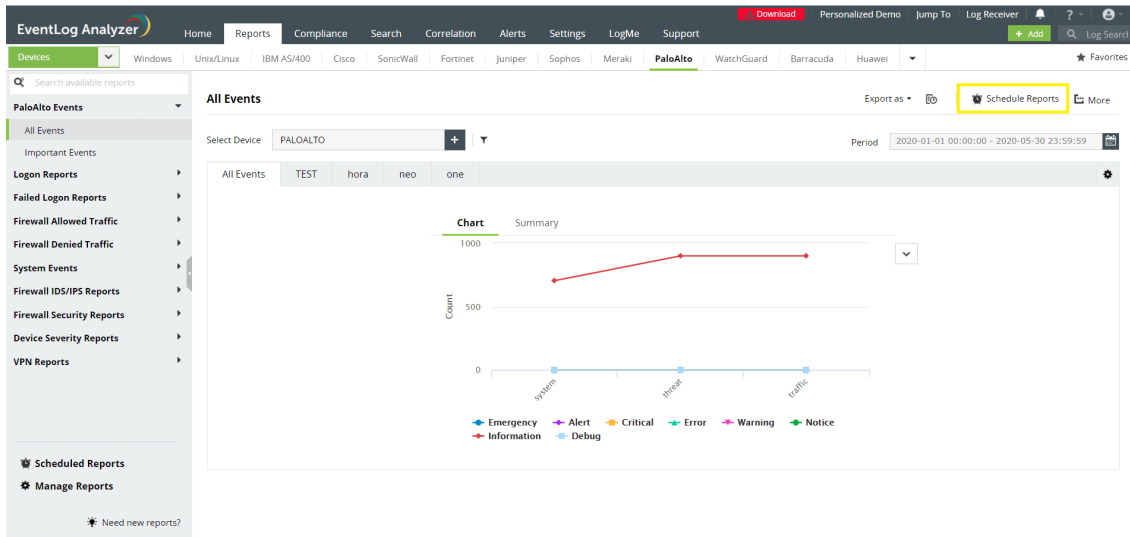 Download Personalized Demo Jump To Log Receiver ?
EventLog Analyzer
Home Reports Compliance Search Correlation Alerts Settings LogMe Support
+ Add
Log Searcl
Devices
Windows Unix/Linux IBM AS/400 Cisco SonicWall Fortinet Juniper Sophos Meraki PaloAlto WatchGuard Barracuda Huawei
Favorites
Search available reports
PaloAlto Events
All Events
Important Events
Logon Reports
Failed Logon Reports
Firewall Allowed Traffic
Firewall Denied Traffic
System Events
Firewall IDS/IPS Reports
Firewall Security Reports
Device Severity Reports
VPN Reports
Scheduled Reports
Manage Reports
Need new reports?
All Events
Export as
Schedule Reports
More
Select Device PALOALTO +
Period 2020-01-01 00:00:00 - 2020-05-30 23:59:59
All Events TEST hora neo one
Chart Summary
1000
500
0
Count
system threat traffic
Emergency Alert Critical Error Warning Notice
Information Debug